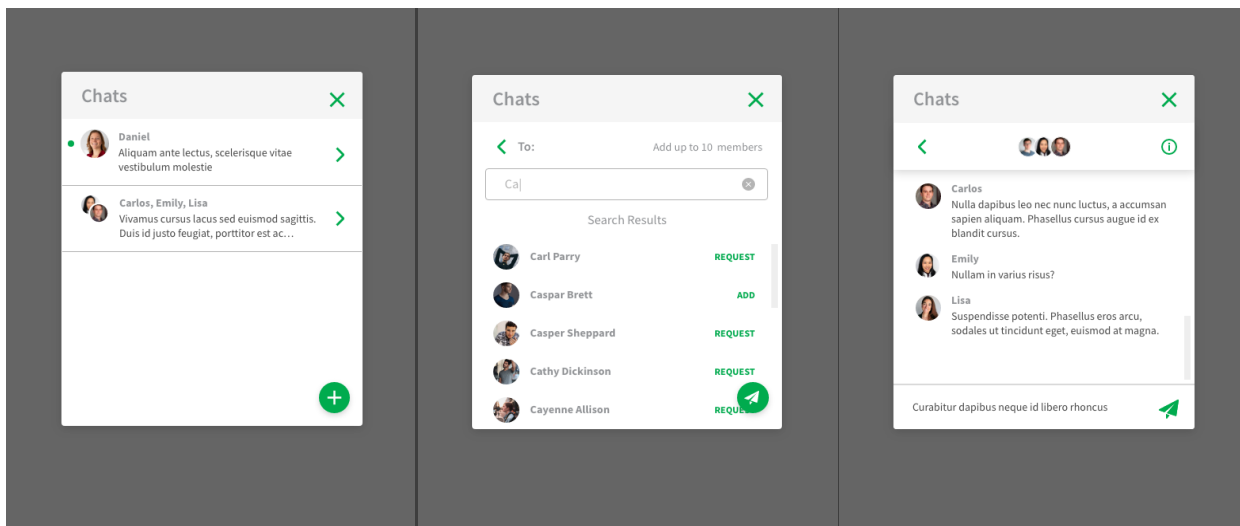 Chats
Daniel
Aliquam ante lectus, scelerisque vitae
vestibulum molestie
Carlos, Emily, Lisa
Vivamus cursus lacus sed euismod sagittis.
Duis id justo feugiat, porttitor est ac...
Chats
To:
Add up to 10 members
Ca
Search Results
Carl Parry
REQUEST
Caspar Brett
ADD
Casper Sheppard
REQUEST
Cathy Dickinson
REQUEST
Cayenne Allison
Chats
Carlos
Nulla dapibus leo nec nunc luctus, a accumsan
sapien aliquam. Phasellus cursus augue id ex
blandit cursus.
Emily
Nullam in varius risus?
Lisa
Suspendisse potenti. Phasellus eros arcu,
sodales ut tincidunt eget, euismod at magna.
Curabitur dapibus neque id libero rhoncus